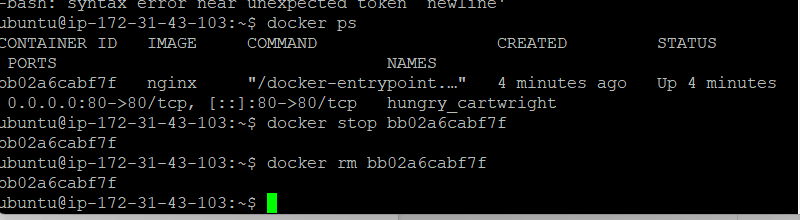 -bash: syntax error near unexpected token `newline'
ubuntu@ip-172-31-43-103:~$ docker ps
CONTAINER ID   IMAGE     COMMAND                  CREATED         STATUS
 PORTS                                 NAMES
bb02a6cabf7f   nginx     "/docker-entrypoint.…"   4 minutes ago   Up 4 minutes
 0.0.0.0:80->80/tcp, [::]:80->80/tcp   hungry_cartwright
ubuntu@ip-172-31-43-103:~$ docker stop bb02a6cabf7f
bb02a6cabf7f
ubuntu@ip-172-31-43-103:~$ docker rm bb02a6cabf7f
bb02a6cabf7f
ubuntu@ip-172-31-43-103:~$